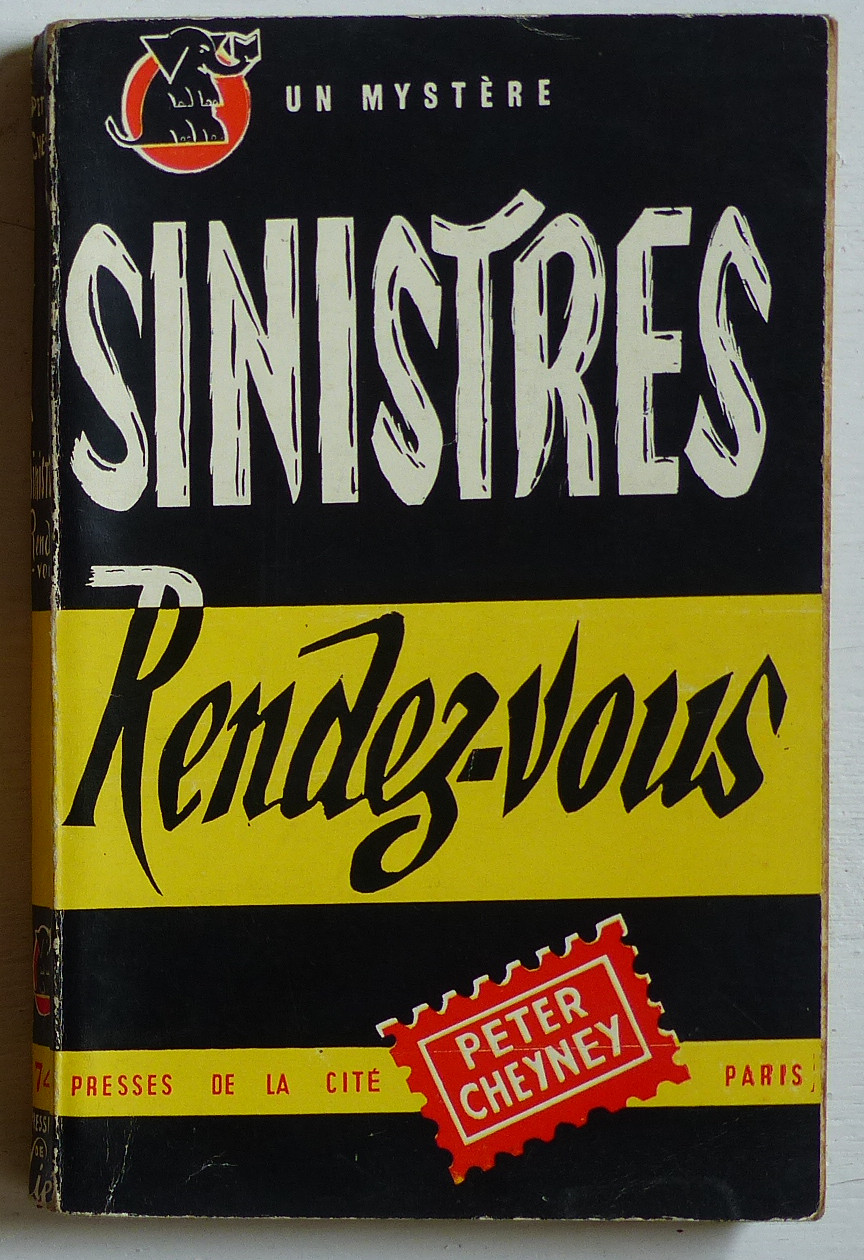 UN MYSTÈRE
SINISTRES
Rendez-vous
PETER
CHEYNEY
PRESSES DE LA CITÉ
PARIS